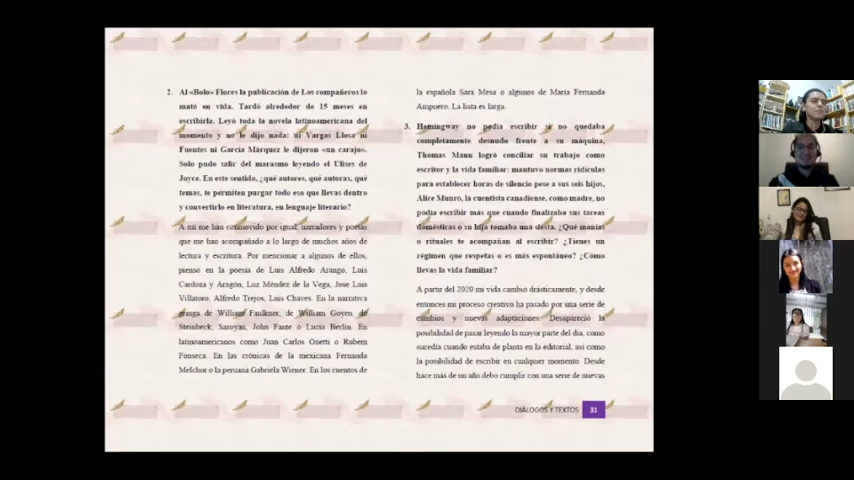 2. Al «Bolo» Flores la publicación de Los compañeros lo
mató en vida. Tardó alrededor de 15 meses en
escribirla. Leyó toda la novela latinoamericana del
momento y no le dijo nada: ni Vargas Llosa ni
Fuentes ni García Márquez le dijeron «un carajo».
Solo pudo salir del marasmo leyendo el Ulises de
Joyce. En este sentido, ¿qué autores, qué autoras, qué
temas, te permiten purgar todo eso que llevas dentro
y convertirlo en literatura, en lenguaje literario?
A mí me han conmovido por igual, narradores y poetas
que me han acompañado a lo largo de muchos años de
lectura y escritura. Por mencionar a algunos de ellos,
pienso en la poesía de Luis Alfredo Arango, Luis
Cardoza y Aragón, Luz Méndez de la Vega, Jose Luis
Villatoro, Alfredo Trejos, Luis Chaves. En la narrativa
gringa de William Faulkner, de William Goyen, de
Steinbeck, Saroyan, John Fante o Lucia Berlin. En
latinoamericanos como Juan Carlos Onetti o Rubem
Fonseca. En las crónicas de la mexicana Fernanda
Melchor o la peruana Gabriela Wiener. En los cuentos de
la española Sara Mesa o algunos de María Fernanda
Ampuero. La lista es larga.
3. Hemingway no podía escribir si no quedaba
completamente desnudo frente a su máquina,
Thomas Mann logró conciliar su trabajo como
escritor y la vida familiar: mantuvo normas ridículas
para establecer horas de silencio pese a sus seis hijos,
Alice Munro, la cuentista canadiense, como madre, no
podía escribir más que cuando finalizaba sus tareas
domésticas o su hija tomaba una siesta. ¿Qué manías
o rituales te acompañan al escribir? ¿Tienes un
régimen que respetas o es más espontáneo? ¿Cómo
llevas la vida familiar?
A partir del 2020 mi vida cambió drásticamente, y desde
entonces mi proceso creativo ha pasado por una serie de
cambios y nuevas adaptaciones. Desapareció la
posibilidad de pasar leyendo la mayor parte del día, como
sucedía cuando estaba de planta en la editorial, así como
la posibilidad de escribir en cualquier momento. Desde
hace más de un año debo cumplir con una serie de nuevas
DIÁLOGOS Y TEXTOS 31